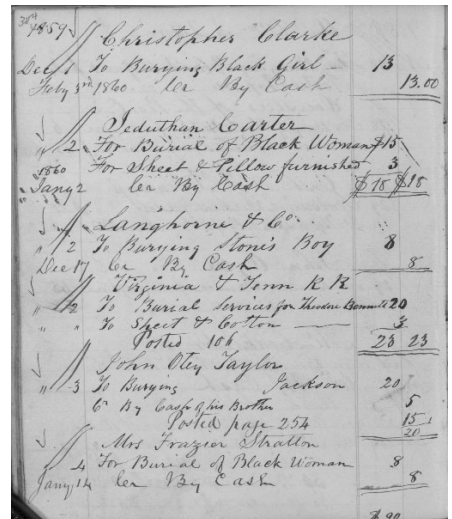 1859
Christopher Clarke
Dec 1 To Burying Black Girl 13
Feby 3rd 1860 Cr By Cash 13.00
Jeduthan Carter
" 2 For Burial of Black Woman $15
For Sheet & Pillow furnished 3
1860
Jany 2 Cr By Cash $18 $18
Langhorne & Co.
" 2 To Burying Stone's Boy 8
Dec 17 Cr By Cash 8
Virginia & Tenn R R
" 2 To Burial Services for Theodore 20
" " To Sheet & Cotton 3
Posted 106 23 23
John Otey Taylor
" 3 To Burying Jackson 20
Cr By Cash of his Brother 5
Posted page 254 15
20
Mrs Frazier Stratton
" 4 For Burial of Black Woman 8
Jany 14 Cr By Cash 8
$ 90